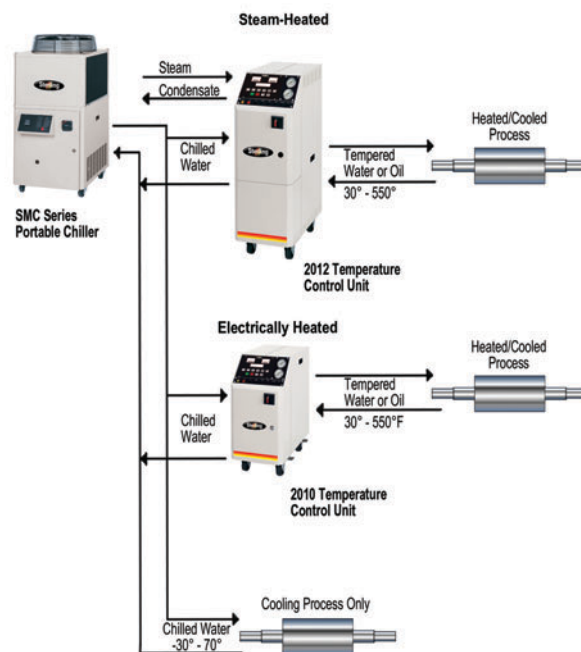 Steam-Heated
Steam
Condensate
Chilled
Water
Tempered
Water or Oil
30° - 550°
Heated/Cooled
Process
SMC Series
Portable Chiller
2012 Temperature
Control Unit
Electrically Heated
Chilled
Water
Tempered
Water or Oil
30° - 550°F
Heated/Cooled
Process
2010 Temperature
Control Unit
Cooling Process Only
Chilled Water
-30° - 70°